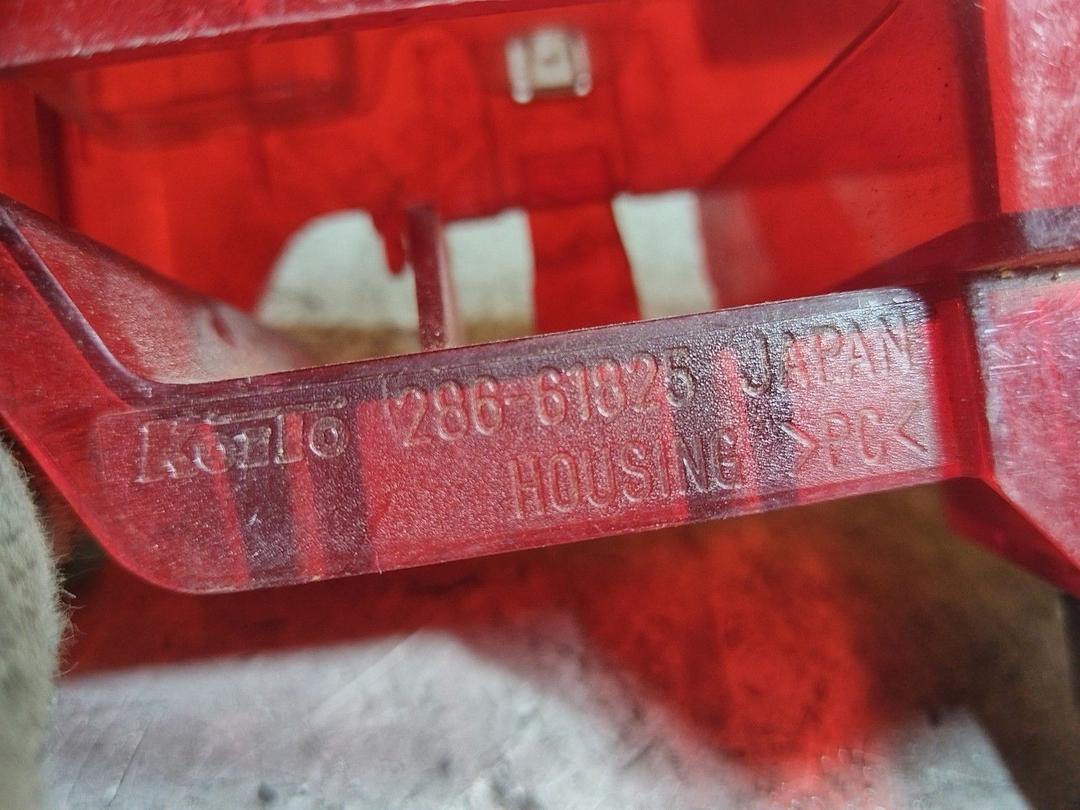 Koito 286-61825 JAPAN
HOUSING >PC<